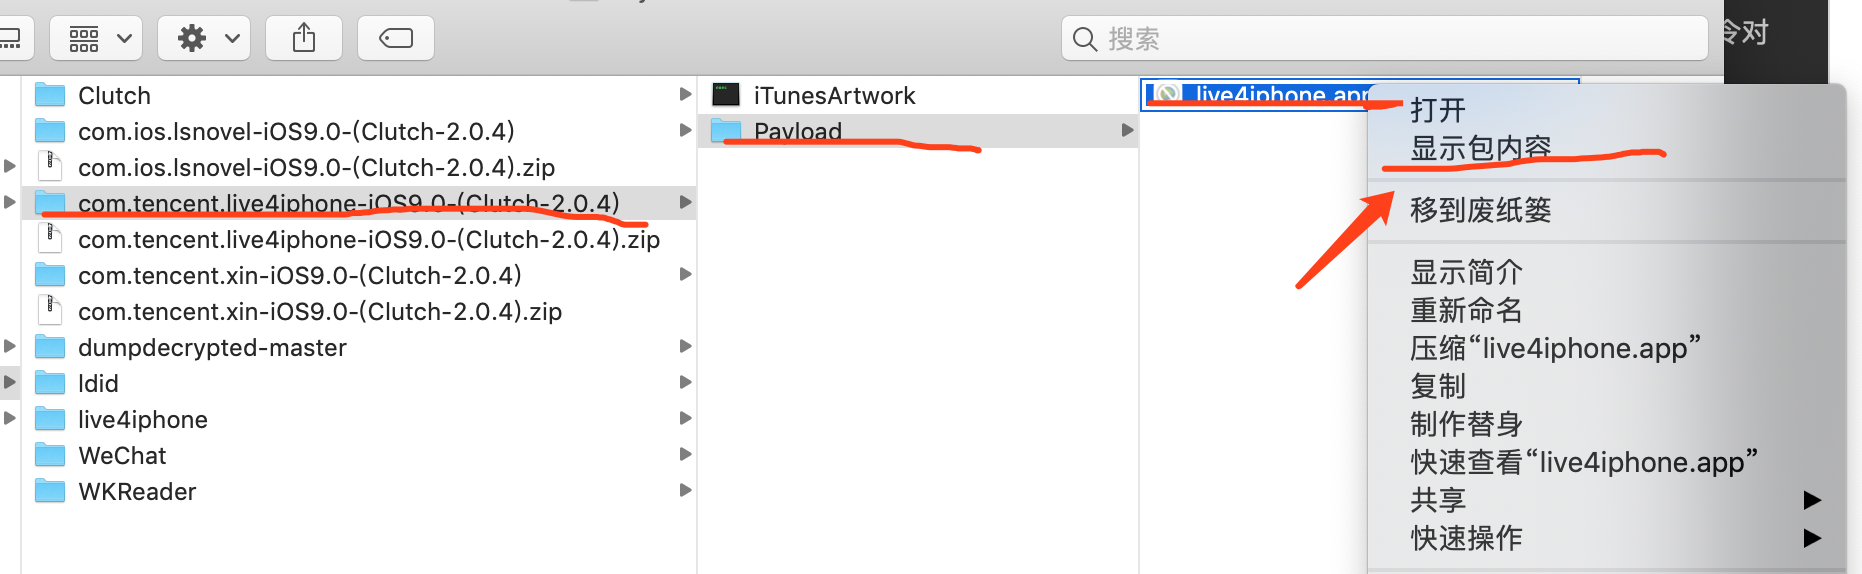 搜索
令对
Clutch
com.ios.lsnovel-iOS9.0-(Clutch-2.0.4)
com.ios.lsnovel-iOS9.0-(Clutch-2.0.4).zip
com.tencent.live4iphone-iOS9.0-(Clutch-2.0.4)
com.tencent.live4iphone-iOS9.0-(Clutch-2.0.4).zip
com.tencent.xin-iOS9.0-(Clutch-2.0.4)
com.tencent.xin-iOS9.0-(Clutch-2.0.4).zip
dumpdecrypted-master
ldid
live4iphone
WeChat
WKReader
iTunesArtwork
Payload
live4iphone.app
打开
显示包内容
移到废纸篓
显示简介
重新命名
压缩“live4iphone.app”
复制
制作替身
快速查看“live4iphone.app”
共享
快速操作